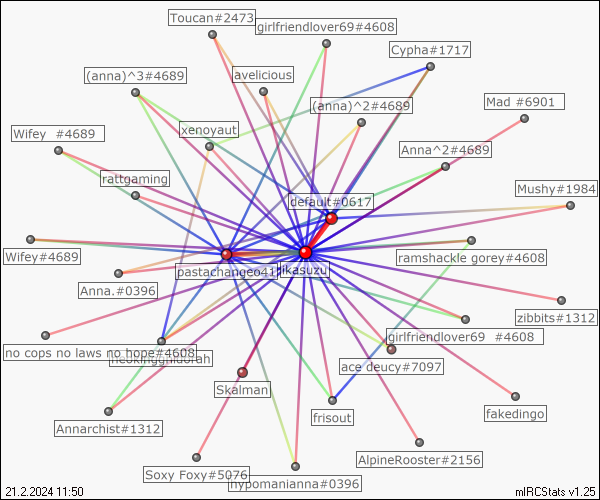 Toucan#2473
girlfriendlover69#4608
Cypha#1717
(anna)^3#4689
avelicious
(anna)^2#4689
Mad #6901
Wifey #4689
xenoyaut
Anna^2#4689
rattgaming
Mushy#1984
default#0617
Wifey#4689
ramshackle gorey#4608
pastachangeo41
Anna.#0396
zibbits#1312
girlfriendlover69 #4608
no cops no laws no hope#4608
ace deucy#7097
Skalman
frisout
fakedingo
Annarchist#1312
AlpineRooster#2156
Soxy Foxy#5076
hypomanianna#0396
21.2.2024 11:50
mIRCStats v1.25